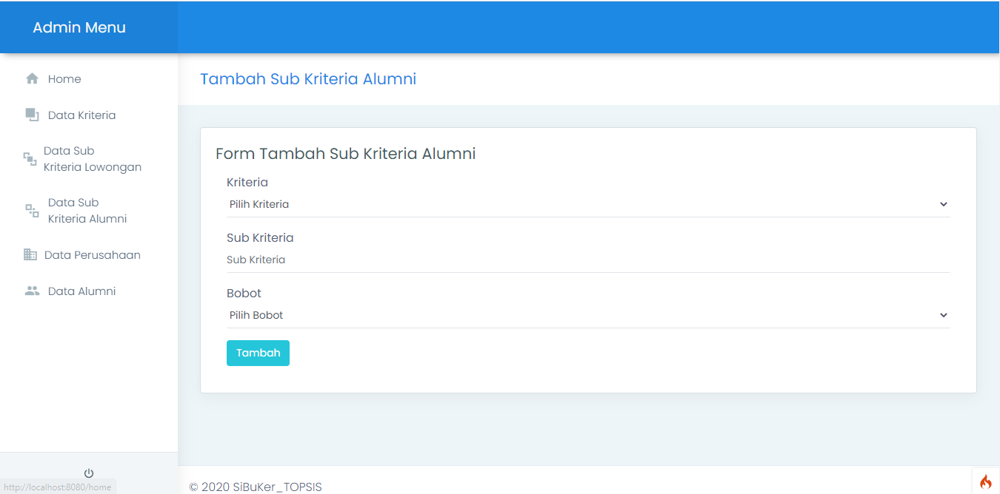 Admin Menu
Home
Data Kriteria
Data Sub
Kriteria Lowongan
Data Sub
Kriteria Alumni
Data Perusahaan
Data Alumni
http://localhost:8080/home
Tambah Sub Kriteria Alumni
Form Tambah Sub Kriteria Alumni
Kriteria
Pilih Kriteria
Sub Kriteria
Sub Kriteria
Bobot
Pilih Bobot
Tambah
© 2020 SiBuKer_TOPSIS